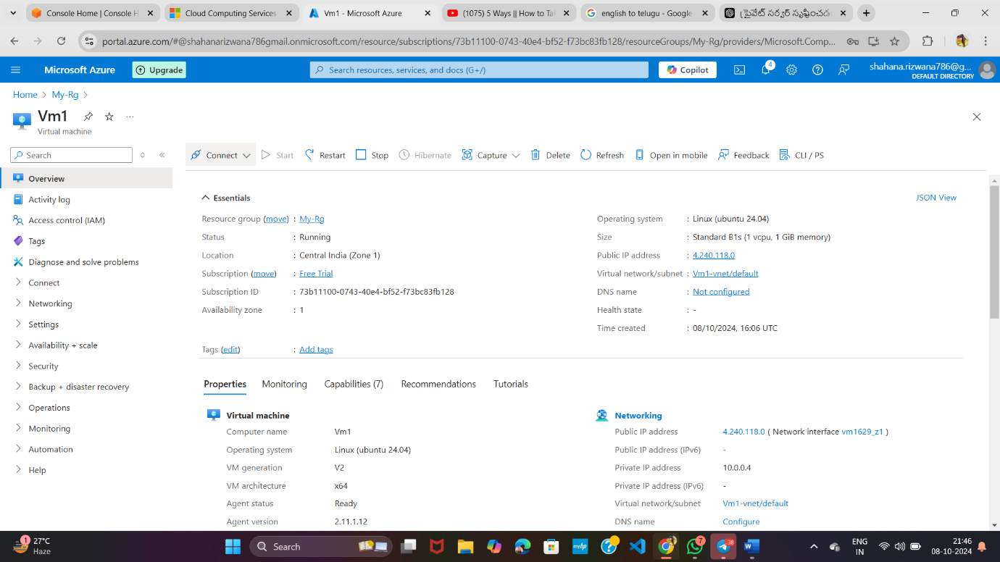 Console Home | Console H
Cloud Computing Services
Vm1 - Microsoft Azure
(1075) 5 Ways || How to Tal
english to telugu - Google
ప్రైవేట్ సర్వర్ సృష్టించడం
portal.azure.com/#@shahanarizwana786gmail.onmicrosoft.com/resource/subscriptions/73b11100-0743-40e4-bf52-f73bc83fb128/resourceGroups/My-Rg/providers/Microsoft.Comp...
Microsoft Azure
Upgrade
Search resources, services, and docs (G+/)
Copilot
4
shahana.rizwana786@g...
DEFAULT DIRECTORY
Home > My-Rg >
Vm1
Virtual machine
Search
Connect Start Restart Stop Hibernate Capture Delete Refresh Open in mobile Feedback CLI / PS
Overview
Activity log
Access control (IAM)
Tags
Diagnose and solve problems
Connect
Networking
Settings
Availability + scale
Security
Backup + disaster recovery
Operations
Monitoring
Automation
Help
Essentials
JSON View
Resource group (move) : My-Rg
Status : Running
Location : Central India (Zone 1)
Subscription (move) : Free Trial
Subscription ID : 73b11100-0743-40e4-bf52-f73bc83fb128
Availability zone : 1
Operating system : Linux (ubuntu 24.04)
Size : Standard B1s (1 vcpu, 1 GiB memory)
Public IP address : 4.240.118.0
Virtual network/subnet : Vm1-vnet/default
DNS name : Not configured
Health state : -
Time created : 08/10/2024, 16:06 UTC
Tags (edit) : Add tags
Properties Monitoring Capabilities (7) Recommendations Tutorials
Virtual machine
Computer name Vm1
Operating system Linux (ubuntu 24.04)
VM generation V2
VM architecture x64
Agent status Ready
Agent version 2.11.1.12
Networking
Public IP address 4.240.118.0 ( Network interface vm1629_z1 )
Public IP address (IPv6) -
Private IP address 10.0.0.4
Private IP address (IPv6) -
Virtual network/subnet Vm1-vnet/default
DNS name Configure
1
27°C
Haze
Search
myhp
7
38
ENG
IN
21:46
08-10-2024